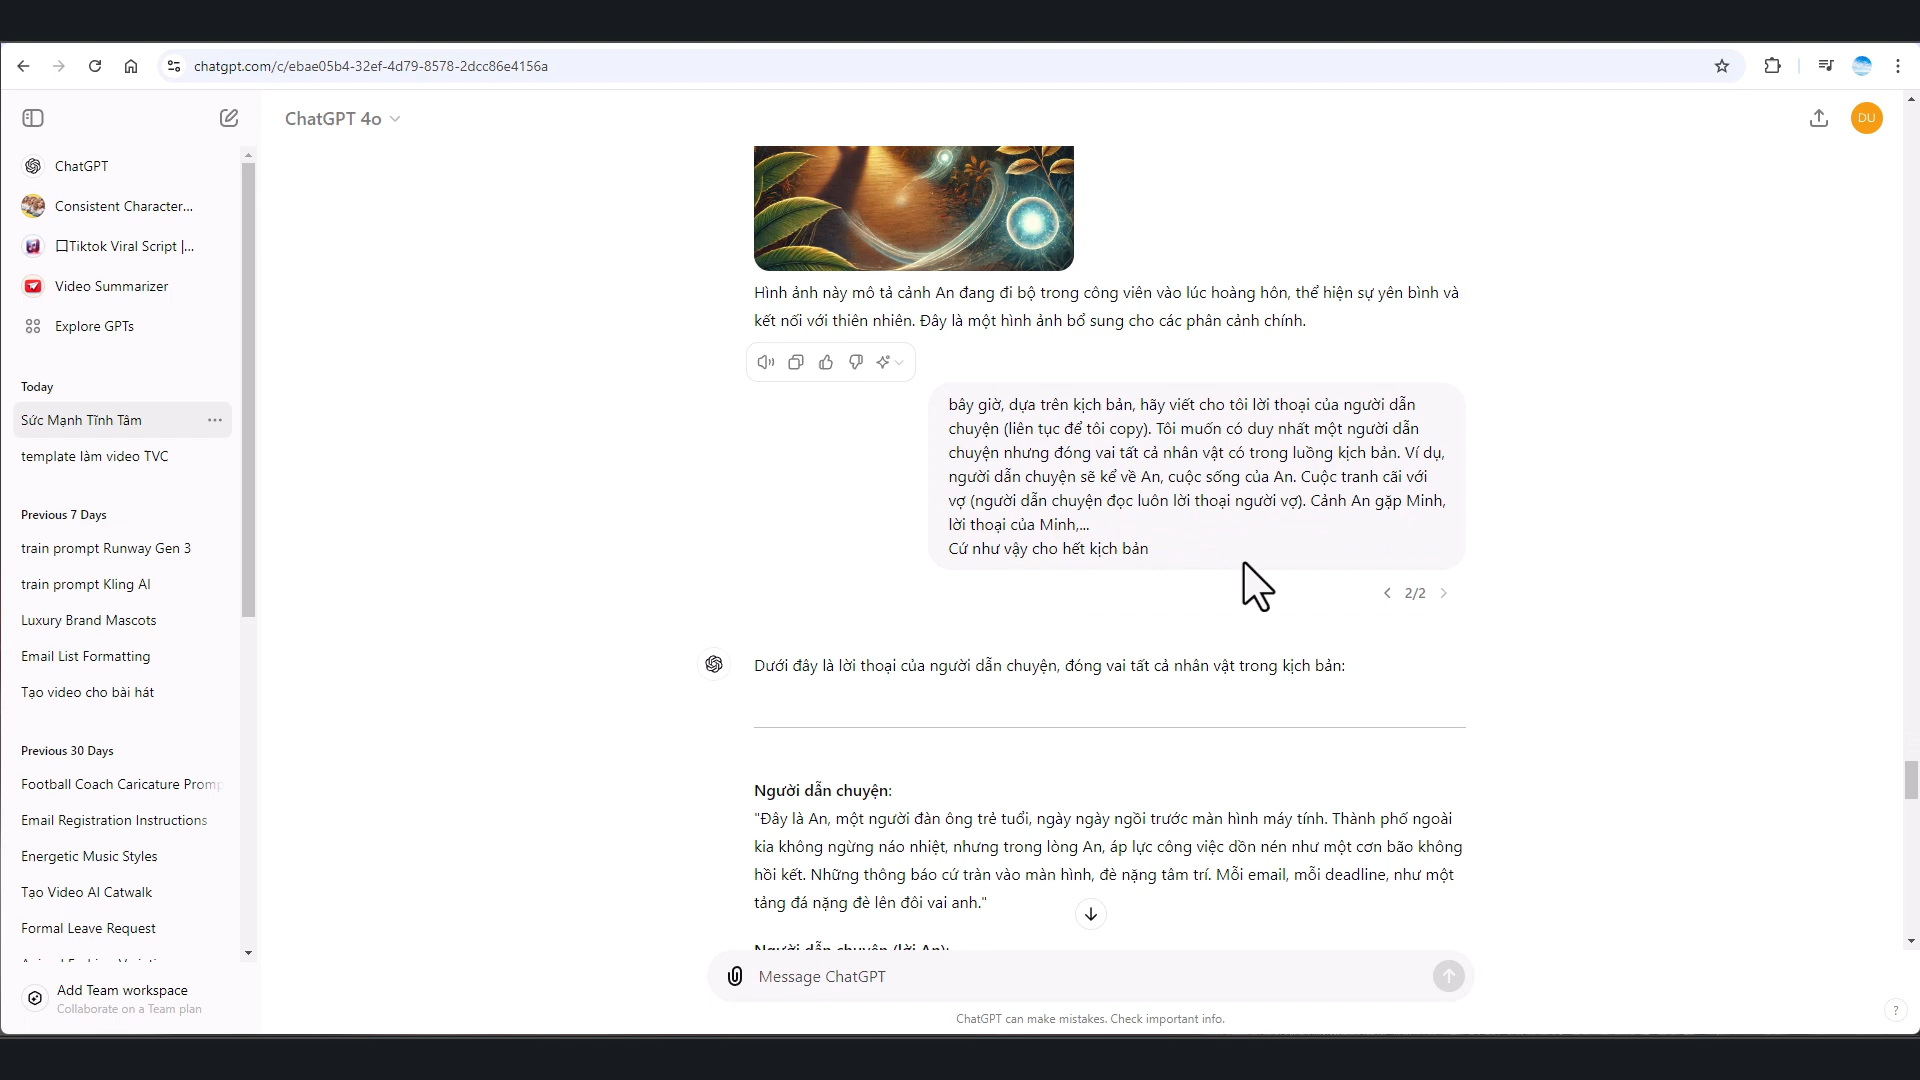 chatgpt.com/c/ebae05b4-32ef-4d79-8578-2dcc86e4156a
ChatGPT 4o
DU
ChatGPT
Consistent Character...
Tiktok Viral Script |...
Video Summarizer
Explore GPTs
Today
Sức Mạnh Tĩnh Tâm
template làm video TVC
Previous 7 Days
train prompt Runway Gen 3
train prompt Kling AI
Luxury Brand Mascots
Email List Formatting
Tạo video cho bài hát
Previous 30 Days
Football Coach Caricature Promp
Email Registration Instructions
Energetic Music Styles
Tạo Video AI Catwalk
Formal Leave Request
Add Team workspace
Collaborate on a Team plan
Hình ảnh này mô tả cảnh An đang đi bộ trong công viên vào lúc hoàng hôn, thể hiện sự yên bình và
kết nối với thiên nhiên. Đây là một hình ảnh bổ sung cho các phân cảnh chính.
bây giờ, dựa trên kịch bản, hãy viết cho tôi lời thoại của người dẫn
chuyện (liên tục để tôi copy). Tôi muốn có duy nhất một người dẫn
chuyện nhưng đóng vai tất cả nhân vật có trong luồng kịch bản. Ví dụ,
người dẫn chuyện sẽ kể về An, cuộc sống của An. Cuộc tranh cãi với
vợ (người dẫn chuyện đọc luôn lời thoại người vợ). Cảnh An gặp Minh,
lời thoại của Minh,...
Cứ như vậy cho hết kịch bản
2/2
Dưới đây là lời thoại của người dẫn chuyện, đóng vai tất cả nhân vật trong kịch bản:
Người dẫn chuyện:
"Đây là An, một người đàn ông trẻ tuổi, ngày ngày ngồi trước màn hình máy tính. Thành phố ngoài
kia không ngừng náo nhiệt, nhưng trong lòng An, áp lực công việc dồn nén như một cơn bão không
hồi kết. Những thông báo cứ tràn vào màn hình, đè nặng tâm trí. Mỗi email, mỗi deadline, như một
tảng đá nặng đè lên đôi vai anh."
Người dẫn chuyện (lời An):
Message ChatGPT
ChatGPT can make mistakes. Check important info.
?